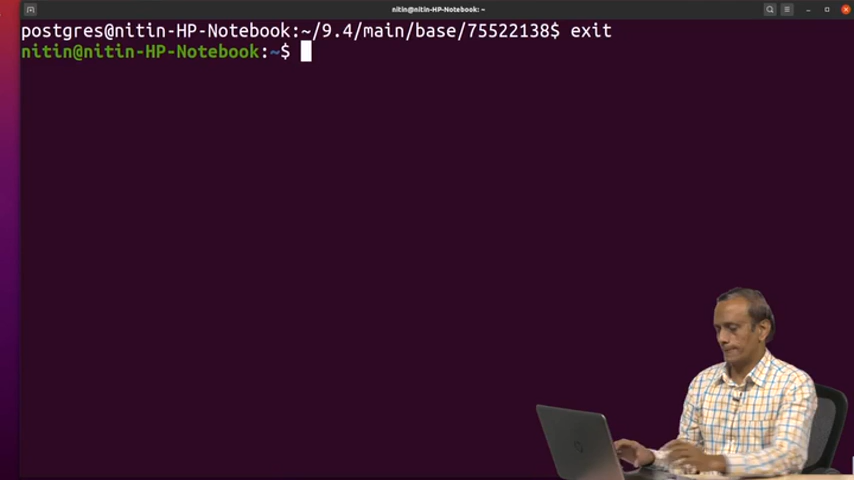 nitin@nitin-HP-Notebook: ~
postgres@nitin-HP-Notebook:~/9.4/main/base/75522138$ exit
nitin@nitin-HP-Notebook:~$